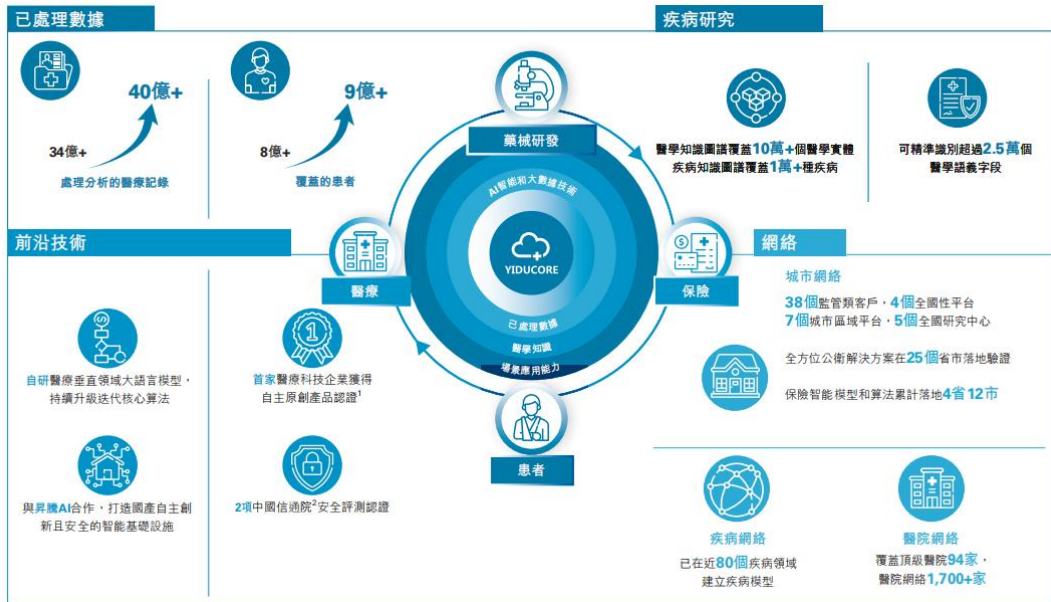 已處理數據
40億+
34億+
處理分析的醫療記錄
9億+
8億+
覆蓋的患者
疾病研究
醫學知識圖譜覆蓋10萬+個醫學實體
疾病知識圖譜覆蓋1萬+種疾病
可精準識別超過2.5萬個
醫學語義字段
藥械研發
AI智能和大數據技術
YIDUCORE
已處理數據
醫學知識
場景應用能力
醫療
保險
患者
前沿技術
自研醫療垂直領域大語言模型，
持續升級迭代核心算法
首家醫療科技企業獲得
自主原創產品認證1
與昇騰AI合作，打造國產自主創
新且安全的智能基礎設施
2項中國信通院2安全評測認證
網絡
城市網絡
38個監管類客戶，4個全國性平台
7個城市區域平台，5個全國研究中心
全方位公衛解決方案在25個省市落地驗證
保險智能模型和算法累計落地4省12市
疾病網絡
已在近80個疾病領域
建立疾病模型
醫院網絡
覆蓋頂級醫院94家，
醫院網絡1,700+家